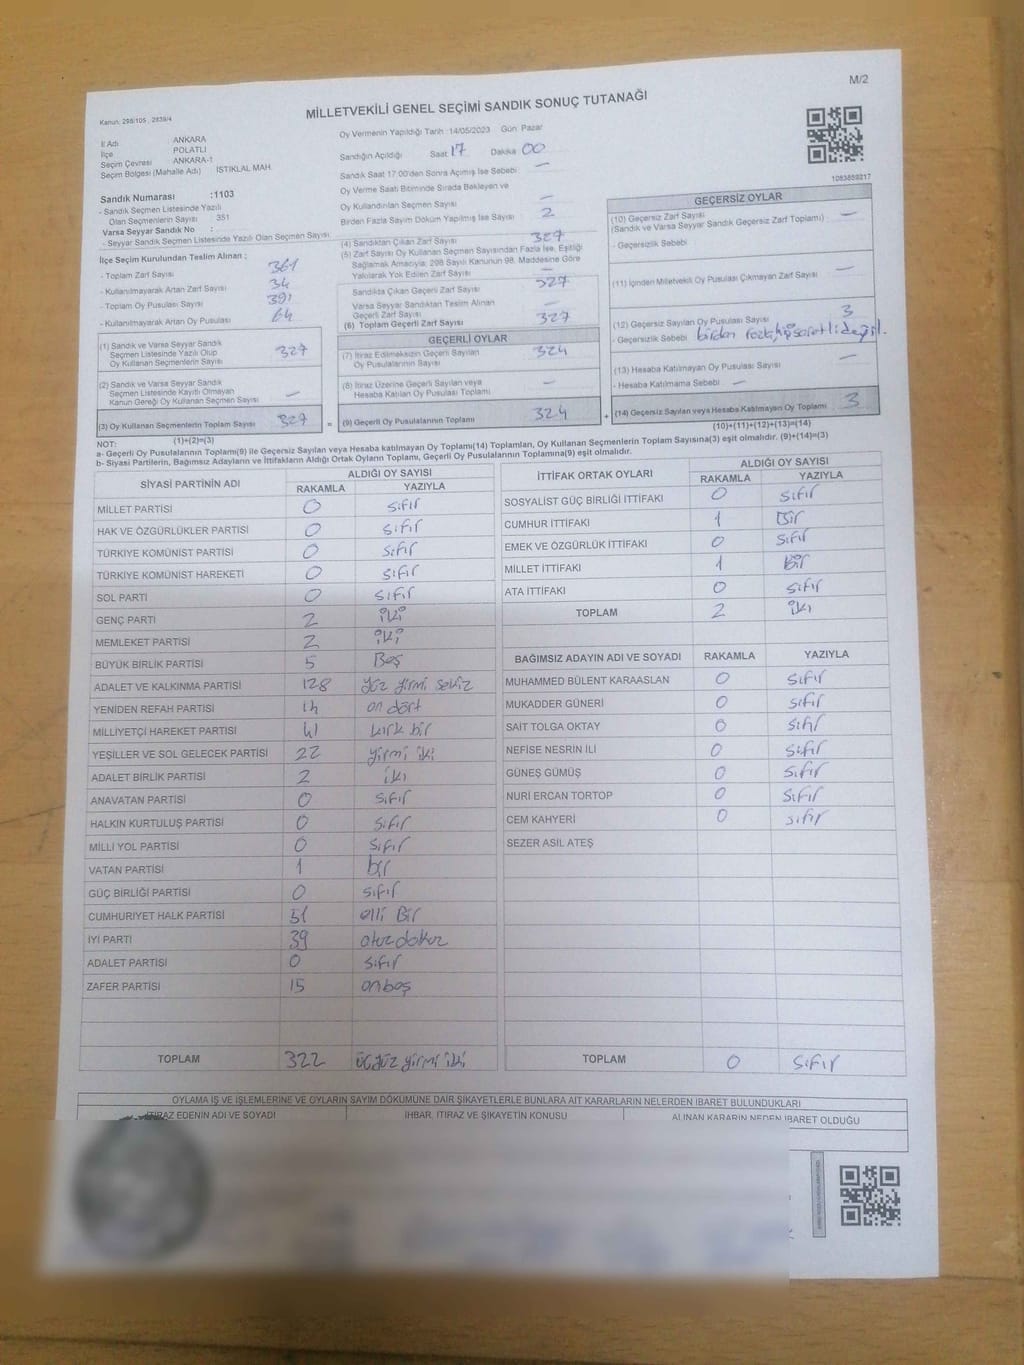 M/2
MİLLETVEKİLİ GENEL SEÇİMİ SANDIK SONUÇ TUTANAĞI
Kanun: 298/105 , 2839/4
İl Adı ANKARA
İlçe POLATLI
Seçim Çevresi ANKARA-1
Seçim Bölgesi (Mahalle Adı) İSTİKLAL MAH.
Oy Vermenin Yapıldığı Tarih :14/05/2023 Gün Pazar
Sandığın Açıldığı Saat 17 Dakika 00
Sandık Saat 17.00'den Sonra Açımış İse Sebebi —
Oy Verme Saati Bitiminde Sırada Bekleyen ve
Oy Kullandırılan Seçmen Sayısı —
Birden Fazla Sayım Döküm Yapılmış İse Sayısı 2
1083859217
Sandık Numarası :1103
- Sandık Seçmen Listesinde Yazılı
Olan Seçmenlerin Sayısı 351
Varsa Seyyar Sandık No :
- Seyyar Sandık Seçmen Listesinde Yazılı Olan Seçmen Sayısı:
İlçe Seçim Kurulundan Teslim Alınan ;
- Toplam Zarf Sayısı 361
- Kullanılmayarak Artan Zarf Sayısı 34
- Toplam Oy Pusulası Sayısı 391
- Kullanılmayarak Artan Oy Pusulası 64
(1) Sandık ve Varsa Seyyar Sandık
Seçmen Listesinde Yazılı Olup
Oy Kullanan Seçmenlerin Sayısı 327
(2) Sandık ve Varsa Seyyar Sandık
Seçmen Listesinde Kayıtlı Olmayan
Kanun Gereği Oy Kullanan Seçmen Sayısı —
(3) Oy Kullanan Seçmenlerin Toplam Sayısı 327
(4) Sandıktan Çıkan Zarf Sayısı 327
(5) Zarf Sayısı Oy Kullanan Seçmen Sayısından Fazla İse, Eşitliği
Sağlamak Amacıyla, 298 Sayılı Kanunun 98. Maddesine Göre
Yakılarak Yok Edilen Zarf Sayısı —
Sandıkta Çıkan Geçerli Zarf Sayısı 327
Varsa Seyyar Sandıktan Teslim Alınan
Geçerli Zarf Sayısı —
(6) Toplam Geçerli Zarf Sayısı 327
GEÇERLİ OYLAR
(7) İtiraz Edilmeksizin Geçerli Sayılan
Oy Pusulalarının Sayısı 324
(8) İtiraz Üzerine Geçerli Sayılan veya
Hesaba Katılan Oy Pusulası Toplamı —
= (9) Geçerli Oy Pusulalarının Toplamı 324
GEÇERSİZ OYLAR
(10) Geçersiz Zarf Sayısı —
(Sandık ve Varsa Seyyar Sandık Geçersiz Zarf Toplamı)
- Geçersizlik Sebebi
(11) İçinden Milletvekili Oy Pusulası Çıkmayan Zarf Sayısı —
(12) Geçersiz Sayılan Oy Pusulası Sayısı 3
- Geçersizlik Sebebi birden fazla
(13) Hesaba Katılmayan Oy Pusulası Sayısı —
- Hesaba Katılmama Sebebi —
+ (14) Geçersiz Sayılan veya Hesaba Katılmayan Oy Toplamı 3
(1)+(2)=(3)
(10)+(11)+(12)+(13)=(14)
NOT:
a- Geçerli Oy Pusulalarının Toplamı(9) ile Geçersiz Sayılan veya Hesaba katılmayan Oy Toplamı(14) Toplamları, Oy Kullanan Seçmenlerin Toplam Sayısına(3) eşit olmalıdır. (9)+(14)=(3)
b- Siyasi Partilerin, Bağımsız Adayların ve İttifakların Aldığı Ortak Oyların Toplamı, Geçerli Oy Pusulalarının Toplamına(9) eşit olmalıdır.
SİYASİ PARTİNİN ADI ALDIĞI OY SAYISI
RAKAMLA YAZIYLA
MİLLET PARTİSİ 0 sıfır
HAK VE ÖZGÜRLÜKLER PARTİSİ 0 sıfır
TÜRKİYE KOMÜNİST PARTİSİ 0 sıfır
TÜRKİYE KOMÜNİST HAREKETİ 0 sıfır
SOL PARTİ 0 sıfır
GENÇ PARTİ 2 iki
MEMLEKET PARTİSİ 2 iki
BÜYÜK BİRLİK PARTİSİ 5 Beş
ADALET VE KALKINMA PARTİSİ 128 yüz yirmi sekiz
YENİDEN REFAH PARTİSİ 14 on dört
MİLLİYETÇİ HAREKET PARTİSİ 41 kırk bir
YEŞİLLER VE SOL GELECEK PARTİSİ 22 yirmi iki
ADALET BİRLİK PARTİSİ 2 iki
ANAVATAN PARTİSİ 0 sıfır
HALKIN KURTULUŞ PARTİSİ 0 sıfır
MİLLİ YOL PARTİSİ 0 sıfır
VATAN PARTİSİ 1 bir
GÜÇ BİRLİĞİ PARTİSİ 0 sıfır
CUMHURİYET HALK PARTİSİ 51 elli Bir
İYİ PARTİ 39 otuz dokuz
ADALET PARTİSİ 0 sıfır
ZAFER PARTİSİ 15 onbeş
TOPLAM 322 üçyüz yirmi iki
İTTİFAK ORTAK OYLARI ALDIĞI OY SAYISI
RAKAMLA YAZIYLA
SOSYALİST GÜÇ BİRLİĞİ İTTİFAKI 0 sıfır
CUMHUR İTTİFAKI 1 Bir
EMEK VE ÖZGÜRLÜK İTTİFAKI 0 sıfır
MİLLET İTTİFAKI 1 Bir
ATA İTTİFAKI 0 sıfır
TOPLAM 2 iki
BAĞIMSIZ ADAYIN ADI VE SOYADI RAKAMLA YAZIYLA
MUHAMMED BÜLENT KARAASLAN 0 sıfır
MUKADDER GÜNERİ 0 sıfır
SAİT TOLGA OKTAY 0 sıfır
NEFİSE NESRİN İLİ 0 sıfır
GÜNEŞ GÜMÜŞ 0 sıfır
NURİ ERCAN TORTOP 0 sıfır
CEM KAHYERİ 0 sıfır
SEZER ASIL ATEŞ
TOPLAM 0 sıfır
OYLAMA İŞ VE İŞLEMLERİNE VE OYLARIN SAYIM DÖKÜMÜNE DAİR ŞİKAYETLERLE BUNLARA AİT KARARLARIN NELERDEN İBARET BULUNDUKLARI
İTİRAZ EDENİN ADI VE SOYADI İHBAR, İTİRAZ VE ŞİKAYETİN KONUSU ALINAN KARARIN NEDEN İBARET OLDUĞU